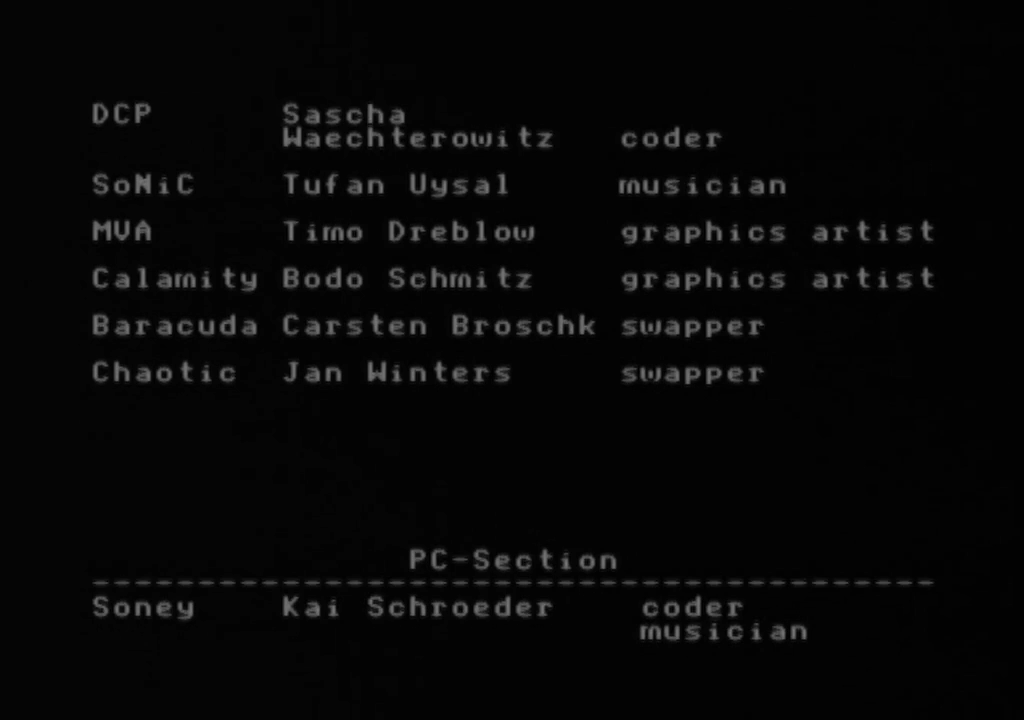 DCP Sascha
Waechterowitz coder
SoNiC Tufan Uysal musician
MVA Timo Dreblow graphics artist
Calamity Bodo Schmitz graphics artist
Baracuda Carsten Broschk swapper
Chaotic Jan Winters swapper
PC-Section
----------------------------------------
Soney Kai Schroeder coder
musician